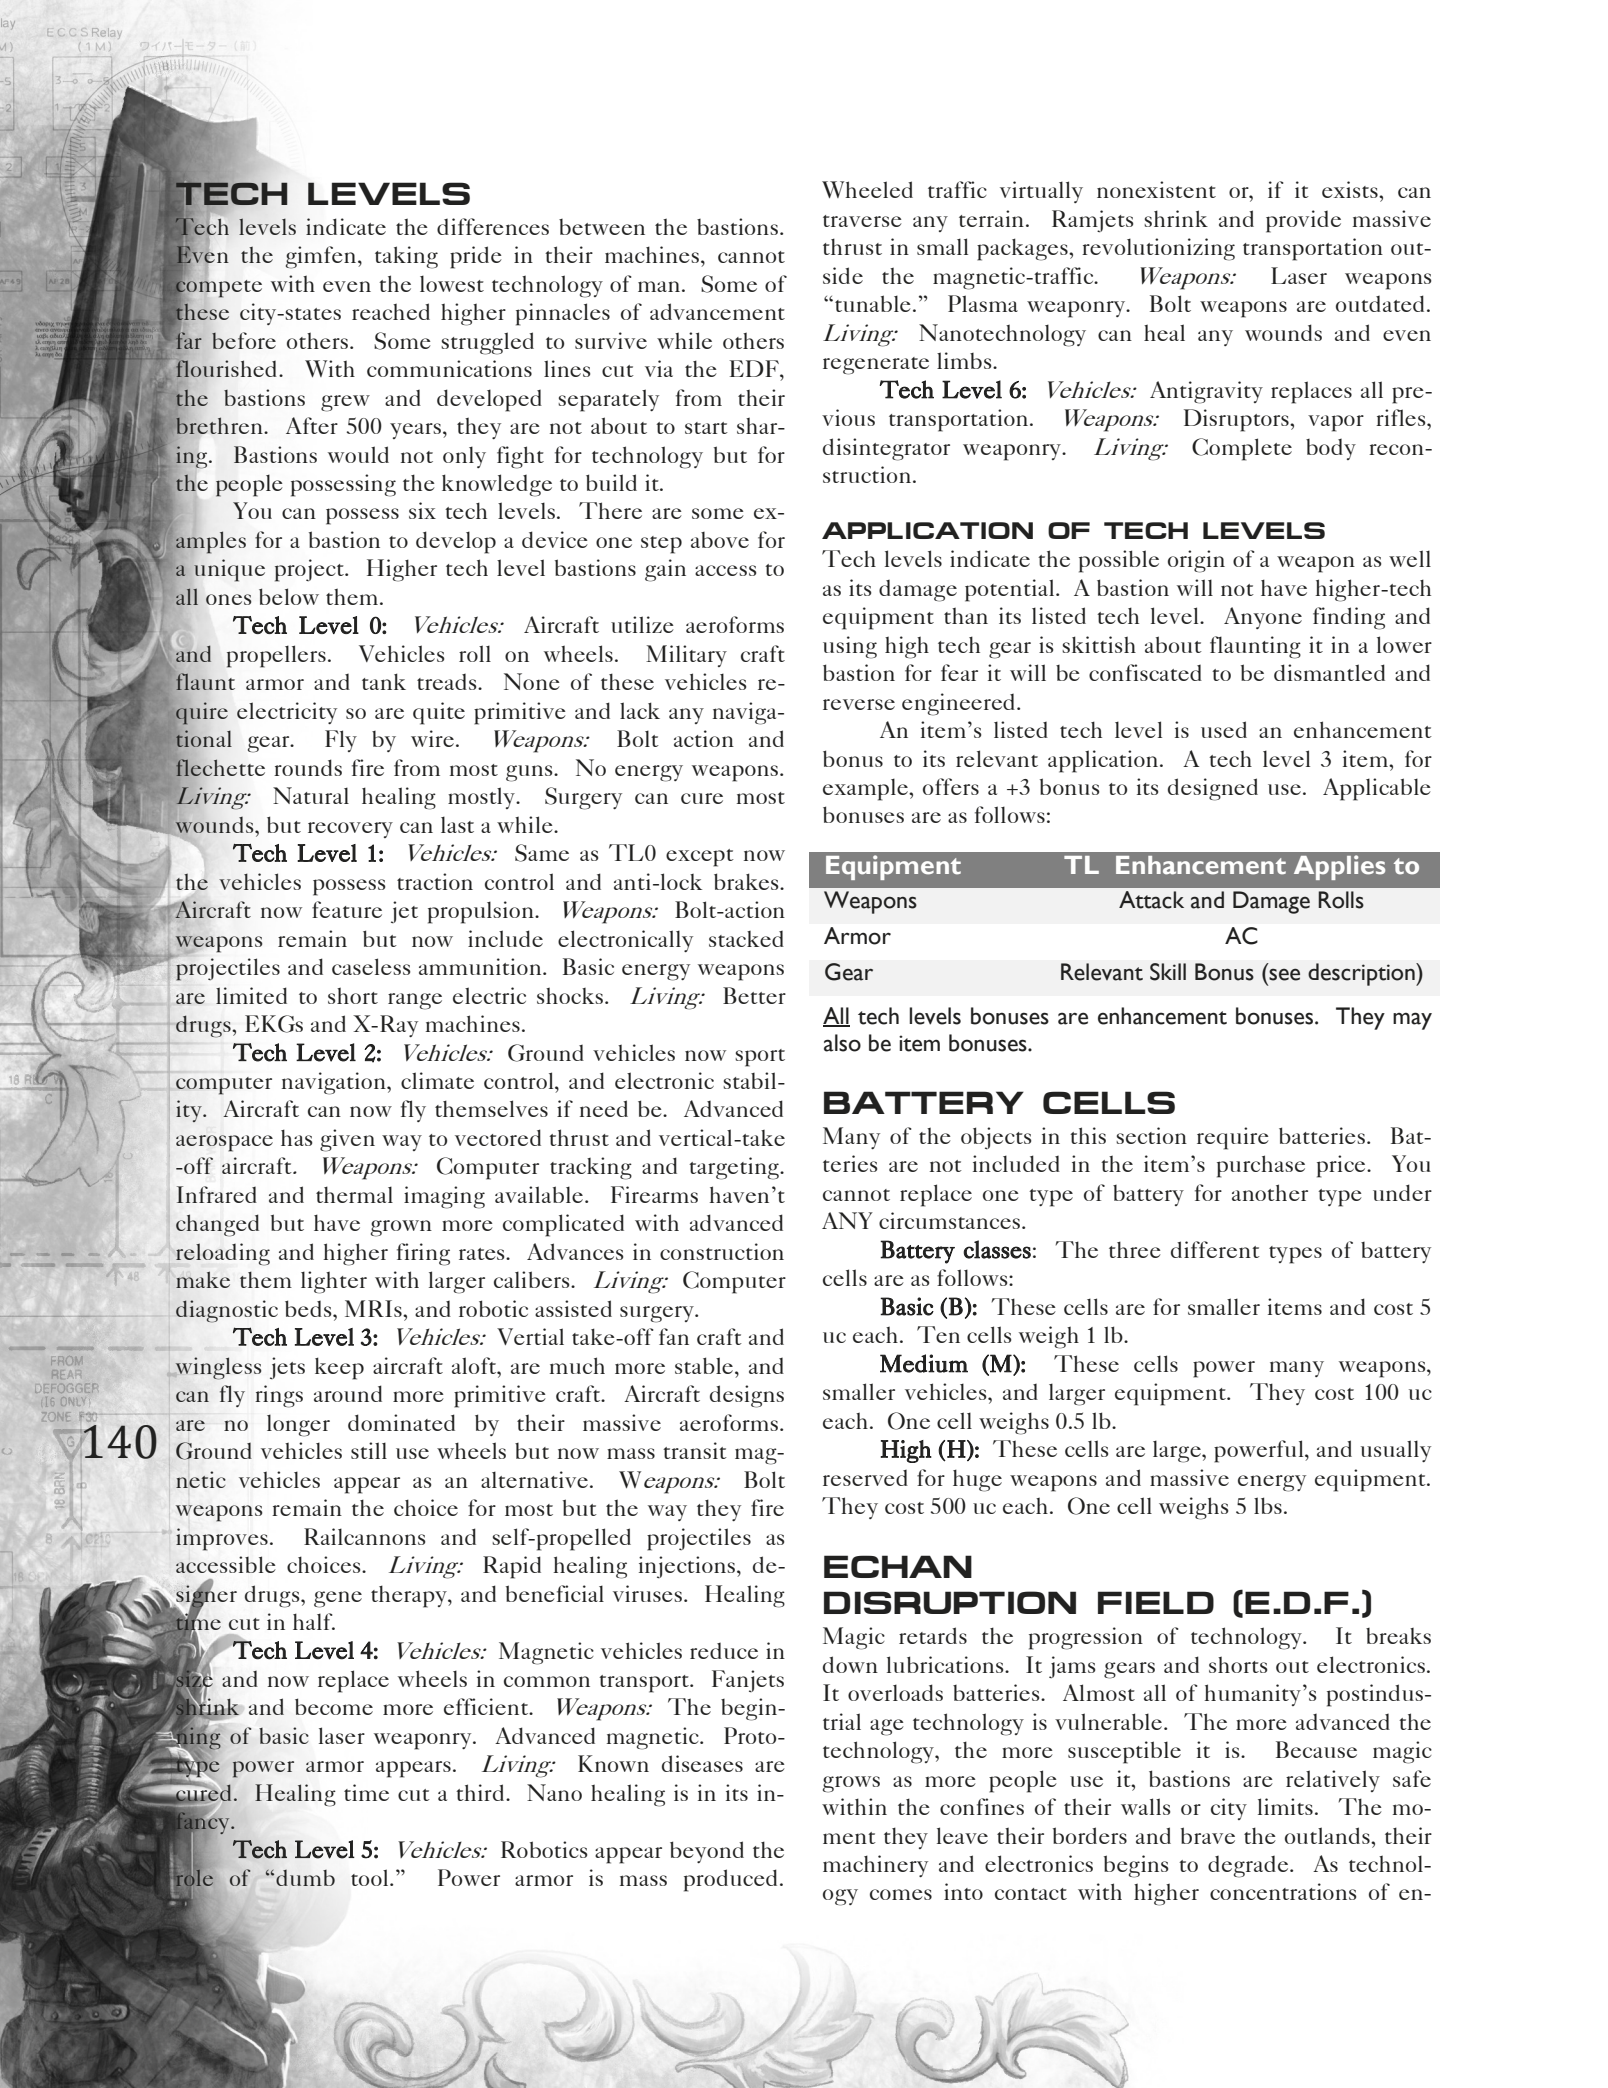 ECCS Relay
(1M)
ワイパーモーター (前)
TECH LEVELS
Tech levels indicate the differences between the bastions.
Even the gimfen, taking pride in their machines, cannot
compete with even the lowest technology of man. Some of
these city-states reached higher pinnacles of advancement
far before others. Some struggled to survive while others
flourished. With communications lines cut via the EDF,
the bastions grew and developed separately from their
brethren. After 500 years, they are not about to start shar-
ing. Bastions would not only fight for technology but for
the people possessing the knowledge to build it.
You can possess six tech levels. There are some ex-
amples for a bastion to develop a device one step above for
a unique project. Higher tech level bastions gain access to
all ones below them.
Tech Level 0: Vehicles: Aircraft utilize aeroforms
and propellers. Vehicles roll on wheels. Military craft
flaunt armor and tank treads. None of these vehicles re-
quire electricity so are quite primitive and lack any naviga-
tional gear. Fly by wire. Weapons: Bolt action and
flechette rounds fire from most guns. No energy weapons.
Living: Natural healing mostly. Surgery can cure most
wounds, but recovery can last a while.
Tech Level 1: Vehicles: Same as TL0 except now
the vehicles possess traction control and anti-lock brakes.
Aircraft now feature jet propulsion. Weapons: Bolt-action
weapons remain but now include electronically stacked
projectiles and caseless ammunition. Basic energy weapons
are limited to short range electric shocks. Living: Better
drugs, EKGs and X-Ray machines.
Tech Level 2: Vehicles: Ground vehicles now sport
computer navigation, climate control, and electronic stabil-
ity. Aircraft can now fly themselves if need be. Advanced
aerospace has given way to vectored thrust and vertical-take
-off aircraft. Weapons: Computer tracking and targeting.
Infrared and thermal imaging available. Firearms haven't
changed but have grown more complicated with advanced
reloading and higher firing rates. Advances in construction
make them lighter with larger calibers. Living: Computer
diagnostic beds, MRIs, and robotic assisted surgery.
Tech Level 3: Vehicles: Vertial take-off fan craft and
wingless jets keep aircraft aloft, are much more stable, and
can fly rings around more primitive craft. Aircraft designs
are no longer dominated by their massive aeroforms.
Ground vehicles still use wheels but now mass transit mag-
netic vehicles appear as an alternative. Weapons: Bolt
weapons remain the choice for most but the way they fire
improves. Railcannons and self-propelled projectiles as
accessible choices. Living: Rapid healing injections, de-
signer drugs, gene therapy, and beneficial viruses. Healing
time cut in half.
Tech Level 4: Vehicles: Magnetic vehicles reduce in
size and now replace wheels in common transport. Fanjets
shrink and become more efficient. Weapons: The begin-
ning of basic laser weaponry. Advanced magnetic. Proto-
type power armor appears. Living: Known diseases are
cured. Healing time cut a third. Nano healing is in its in-
fancy.
Tech Level 5: Vehicles: Robotics appear beyond the
role of “dumb tool.” Power armor is mass produced.
FROM
REAR
DEFOGGER
(16 ONLY)
ZONE F30
140
Wheeled traffic virtually nonexistent or, if it exists, can
traverse any terrain. Ramjets shrink and provide massive
thrust in small packages, revolutionizing transportation out-
side the magnetic-traffic. Weapons: Laser weapons
“tunable.” Plasma weaponry. Bolt weapons are outdated.
Living: Nanotechnology can heal any wounds and even
regenerate limbs.
Tech Level 6: Vehicles: Antigravity replaces all pre-
vious transportation. Weapons: Disruptors, vapor rifles,
disintegrator weaponry. Living: Complete body recon-
struction.
APPLICATION OF TECH LEVELS
Tech levels indicate the possible origin of a weapon as well
as its damage potential. A bastion will not have higher-tech
equipment than its listed tech level. Anyone finding and
using high tech gear is skittish about flaunting it in a lower
bastion for fear it will be confiscated to be dismantled and
reverse engineered.
An item's listed tech level is used an enhancement
bonus to its relevant application. A tech level 3 item, for
example, offers a +3 bonus to its designed use. Applicable
bonuses are as follows:
Equipment TL Enhancement Applies to
Weapons Attack and Damage Rolls
Armor AC
Gear Relevant Skill Bonus (see description)
All tech levels bonuses are enhancement bonuses. They may
also be item bonuses.
BATTERY CELLS
Many of the objects in this section require batteries. Bat-
teries are not included in the item's purchase price. You
cannot replace one type of battery for another type under
ANY circumstances.
Battery classes: The three different types of battery
cells are as follows:
Basic (B): These cells are for smaller items and cost 5
uc each. Ten cells weigh 1 lb.
Medium (M): These cells power many weapons,
smaller vehicles, and larger equipment. They cost 100 uc
each. One cell weighs 0.5 lb.
High (H): These cells are large, powerful, and usually
reserved for huge weapons and massive energy equipment.
They cost 500 uc each. One cell weighs 5 lbs.
ECHAN
DISRUPTION FIELD (E.D.F.)
Magic retards the progression of technology. It breaks
down lubrications. It jams gears and shorts out electronics.
It overloads batteries. Almost all of humanity's postindus-
trial age technology is vulnerable. The more advanced the
technology, the more susceptible it is. Because magic
grows as more people use it, bastions are relatively safe
within the confines of their walls or city limits. The mo-
ment they leave their borders and brave the outlands, their
machinery and electronics begins to degrade. As technol-
ogy comes into contact with higher concentrations of en-